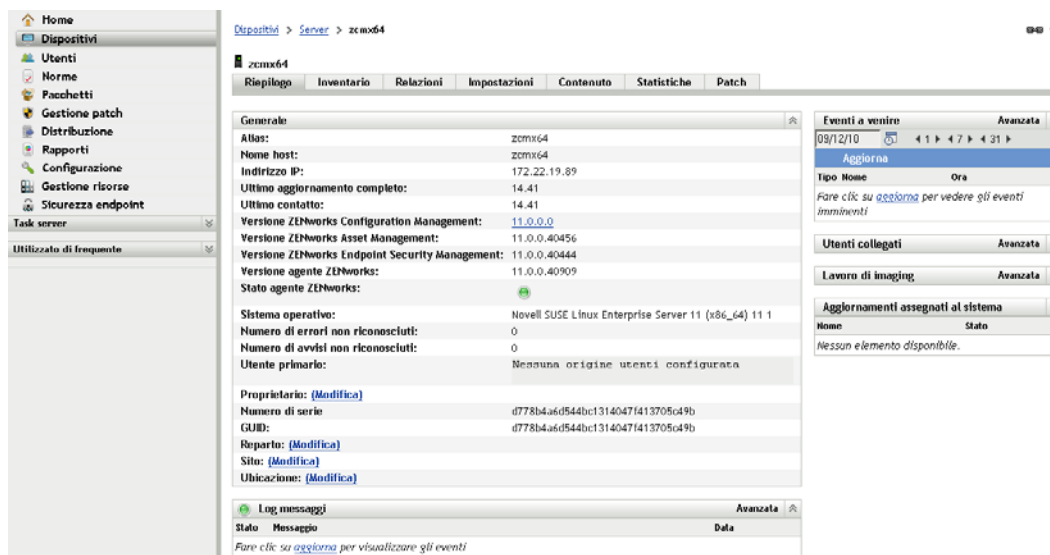 Home
Dispositivi
Utenti
Norme
Pacchetti
Gestione patch
Distribuzione
Rapporti
Configurazione
Gestione risorse
Sicurezza endpoint
Task server
Utilizzato di frequente
Dispositivi > Server > zcmx64
zcmx64
Riepilogo Inventario Relazioni Impostazioni Contenuto Statistiche Patch
Generale
Alias: zcmx64
Nome host: zcmx64
Indirizzo IP: 172.22.19.89
Ultimo aggiornamento completo: 14.41
Ultimo contatto: 14.41
Versione ZENworks Configuration Management: 11.0.0.0
Versione ZENworks Asset Management: 11.0.0.40456
Versione ZENworks Endpoint Security Management: 11.0.0.40444
Versione agente ZENworks: 11.0.0.40909
Stato agente ZENworks:
Sistema operativo: Novell SUSE Linux Enterprise Server 11 (x86_64) 11 1
Numero di errori non riconosciuti: 0
Numero di avvisi non riconosciuti: 0
Utente primario: Nessuna origine utenti configurata
Proprietario: (Modifica)
Numero di serie d778b4a6d544bc1314047f413705c49b
GUID: d778b4a6d544bc1314047f413705c49b
Reparto: (Modifica)
Sito: (Modifica)
Ubicazione: (Modifica)
Log messaggi Avanzata
Stato Messaggio Data
Fare clic su aggiorna per visualizzare gli eventi
Eventi a venire Avanzata
09/12/10 1 7 31
Aggiorna
Tipo Nome Ora
Fare clic su aggiorna per vedere gli eventi
imminenti
Utenti collegati Avanzata
Lavoro di imaging Avanzata
Aggiornamenti assegnati al sistema
Nome Stato
Nessun elemento disponibile.